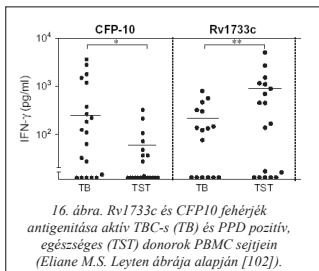 CFP-10 Rv1733c
* **
IFN-γ (pg/ml)
10⁴
10²
TB TST TB TST
16. ábra. Rv1733c és CFP10 fehérjék
antigenitása aktív TBC-s (TB) és PPD pozitív,
egészséges (TST) donorok PBMC sejtjein
(Eliane M.S. Leyten ábrája alapján [102]).